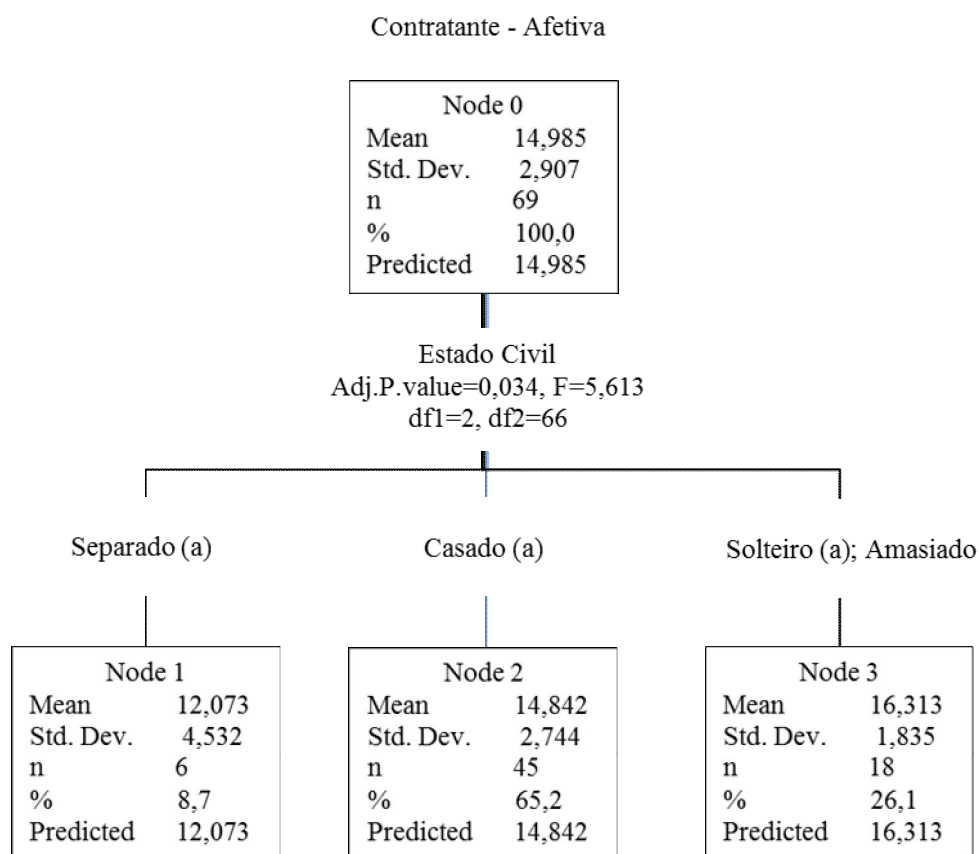 Contratante - Afetiva
Node 0
Mean 14,985
Std. Dev. 2,907
n 69
% 100,0
Predicted 14,985
Estado Civil
Adj.P.value=0,034, F=5,613
df1=2, df2=66
Separado (a)
Casado (a)
Solteiro (a); Amasiado
Node 1
Mean 12,073
Std. Dev. 4,532
n 6
% 8,7
Predicted 12,073
Node 2
Mean 14,842
Std. Dev. 2,744
n 45
% 65,2
Predicted 14,842
Node 3
Mean 16,313
Std. Dev. 1,835
n 18
% 26,1
Predicted 16,313